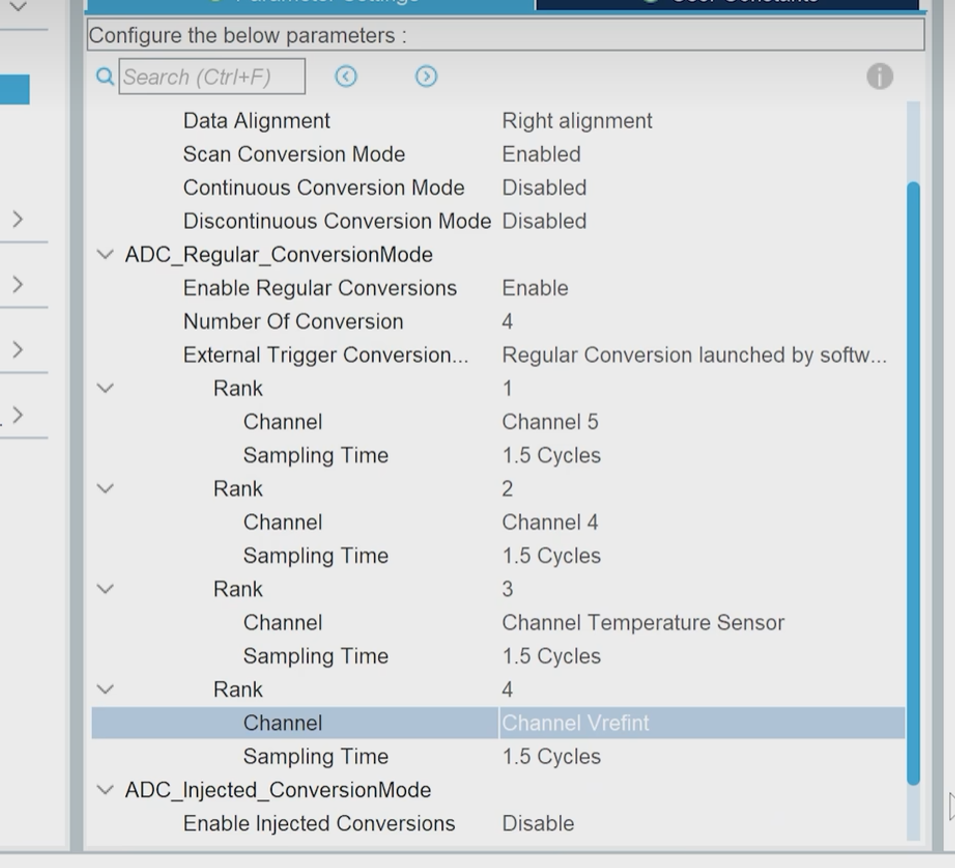 Configure the below parameters :
Search (Ctrl+F)
Data Alignment Right alignment
Scan Conversion Mode Enabled
Continuous Conversion Mode Disabled
Discontinuous Conversion Mode Disabled
ADC_Regular_ConversionMode
Enable Regular Conversions Enable
Number Of Conversion 4
External Trigger Conversion... Regular Conversion launched by softw...
Rank 1
Channel Channel 5
Sampling Time 1.5 Cycles
Rank 2
Channel Channel 4
Sampling Time 1.5 Cycles
Rank 3
Channel Channel Temperature Sensor
Sampling Time 1.5 Cycles
Rank 4
Channel Channel Vrefint
Sampling Time 1.5 Cycles
ADC_Injected_ConversionMode
Enable Injected Conversions Disable